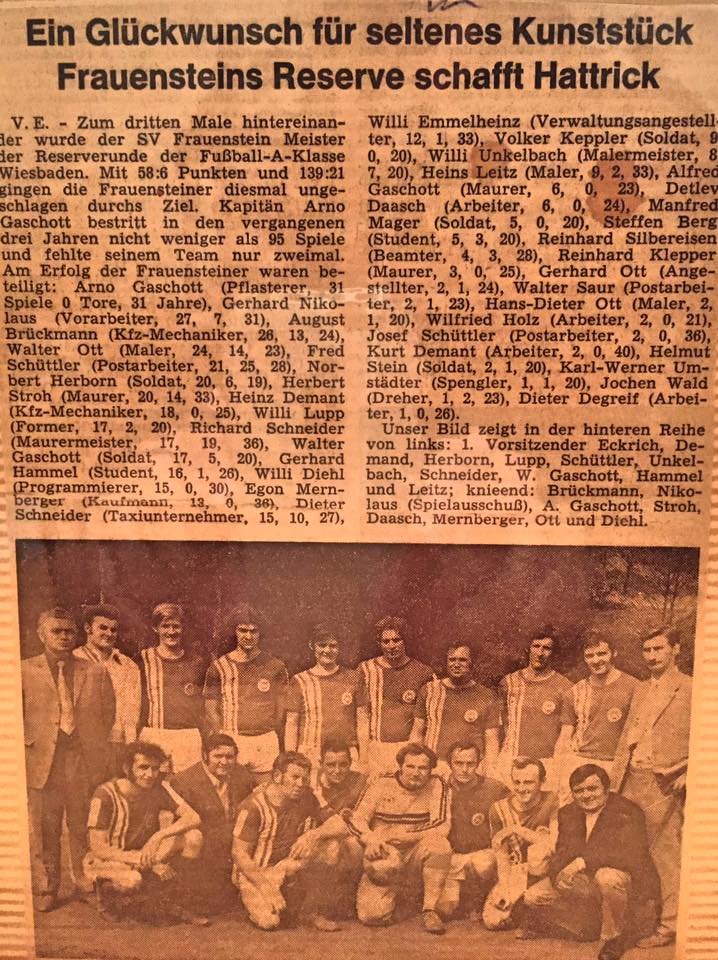 Ein Glückwunsch für seltenes Kunststück
Frauensteins Reserve schafft Hattrick
V. E. - Zum dritten Male hintereinan-
der wurde der SV Frauenstein Meister
der Reserverunde der Fußball-A-Klasse
Wiesbaden. Mit 58:6 Punkten und 139:21
gingen die Frauensteiner diesmal unge-
schlagen durchs Ziel. Kapitän Arno
Gaschott bestritt in den vergangenen
drei Jahren nicht weniger als 95 Spiele
und fehlte seinem Team nur zweimal.
Am Erfolg der Frauensteiner waren be-
teiligt: Arno Gaschott (Pflasterer, 31
Spiele 0 Tore, 31 Jahre), Gerhard Niko-
laus (Vorarbeiter, 27, 7, 31), August
Brückmann (Kfz-Mechaniker, 26, 13, 24),
Walter Ott (Maler, 24, 14, 23), Fred
Schüttler (Postarbeiter, 21, 25, 28), Nor-
bert Herborn (Soldat, 20, 6, 19), Herbert
Stroh (Maurer, 20, 14, 33), Heinz Demant
(Kfz-Mechaniker, 18, 0, 25), Willi Lupp
(Former, 17, 2, 20), Richard Schneider
(Maurermeister, 17, 19, 36), Walter
Gaschott (Soldat, 17, 5, 20), Gerhard
Hammel (Student, 16, 1, 26), Willi Diehl
(Programmierer, 15, 0, 30), Egon Mern-
berger (Kaufmann, 13, 6, 36), Dieter
Schneider (Taxiunternehmer, 15, 10, 27),
Willi Emmelheinz (Verwaltungsangestell-
ter, 12, 1, 33), Volker Keppler (Soldat, 9
0, 20), Willi Unkelbach (Malermeister, 8
7, 20), Heins Leitz (Maler, 9, 2, 33), Alfred
Gaschott (Maurer, 6, 0, 23), Detlev
Daasch (Arbeiter, 6, 0, 24), Manfred
Mager (Soldat, 5, 0, 20), Steffen Berg
(Student, 5, 3, 20), Reinhard Silbereisen
(Beamter, 4, 3, 28), Reinhard Klepper
(Maurer, 3, 0, 25), Gerhard Ott (Ange-
stellter, 2, 1, 24), Walter Saur (Postarbei-
ter, 2, 1, 23), Hans-Dieter Ott (Maler, 2,
1, 20), Wilfried Holz (Arbeiter, 2, 0, 21),
Josef Schüttler (Postarbeiter, 2, 0, 36),
Kurt Demant (Arbeiter, 2, 0, 40), Helmut
Stein (Soldat, 2, 1, 20), Karl-Werner Um-
städter (Spengler, 1, 1, 20), Jochen Wald
(Dreher, 1, 2, 23), Dieter Degreif (Arbei-
ter, 1, 0, 26).
Unser Bild zeigt in der hinteren Reihe
von links: 1. Vorsitzender Eckrich, De-
mand, Herborn, Lupp, Schüttler, Unkel-
bach, Schneider, W. Gaschott, Hammel
und Leitz; knieend: Brückmann, Niko-
laus (Spielausschuß), A. Gaschott, Stroh,
Daasch, Mernberger, Ott und Diehl.